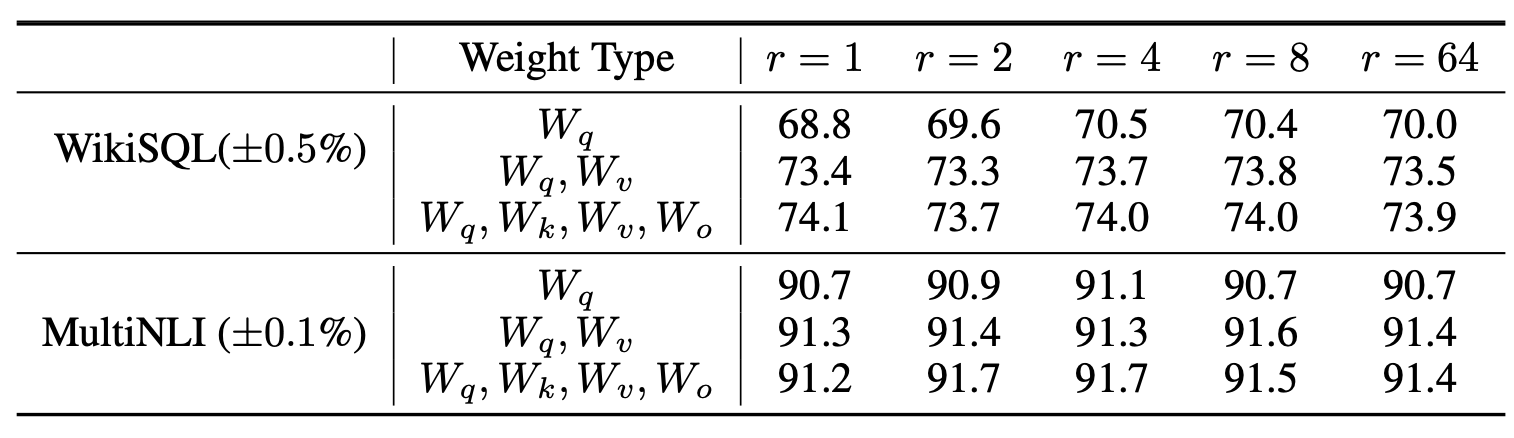 Weight Type r = 1 r = 2 r = 4 r = 8 r = 64
WikiSQL(±0.5%) W_q 68.8 69.6 70.5 70.4 70.0
W_q, W_v 73.4 73.3 73.7 73.8 73.5
W_q, W_k, W_v, W_o 74.1 73.7 74.0 74.0 73.9
MultiNLI (±0.1%) W_q 90.7 90.9 91.1 90.7 90.7
W_q, W_v 91.3 91.4 91.3 91.6 91.4
W_q, W_k, W_v, W_o 91.2 91.7 91.7 91.5 91.4